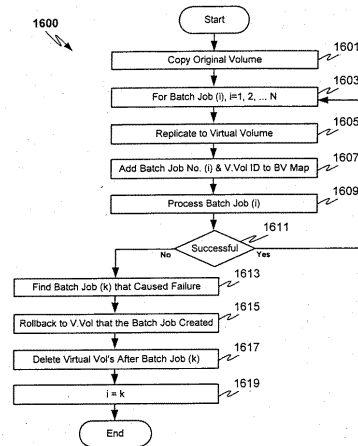 1600
Start
Copy Original Volume
1601
For Batch Job (i), i=1, 2, ... N
1603
Replicate to Virtual Volume
1605
Add Batch Job No. (i) & V.Vol ID to BV Map
1607
Process Batch Job (i)
1609
Successful
1611
No
Yes
Find Batch Job (k) that Caused Failure
1613
Rollback to V.Vol that the Batch Job Created
1615
Delete Virtual Vol's After Batch Job (k)
1617
i = k
1619
End